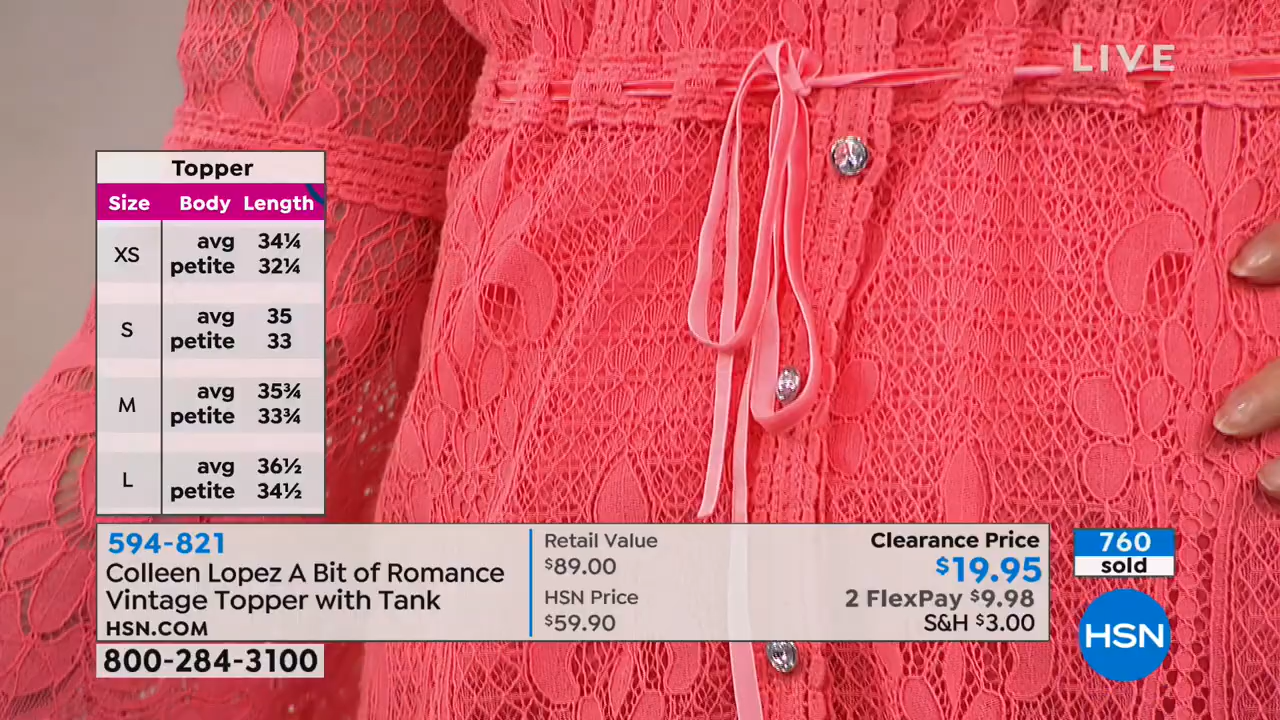 LIVE
Topper
Size Body Length
XS avg 34¼
petite 32¼
S avg 35
petite 33
M avg 35¾
petite 33¾
L avg 36½
petite 34½
594-821
Colleen Lopez A Bit of Romance
Vintage Topper with Tank
HSN.COM
800-284-3100
Retail Value
$89.00
HSN Price
$59.90
Clearance Price
$19.95
2 FlexPay $9.98
S&H $3.00
760
sold
HSN